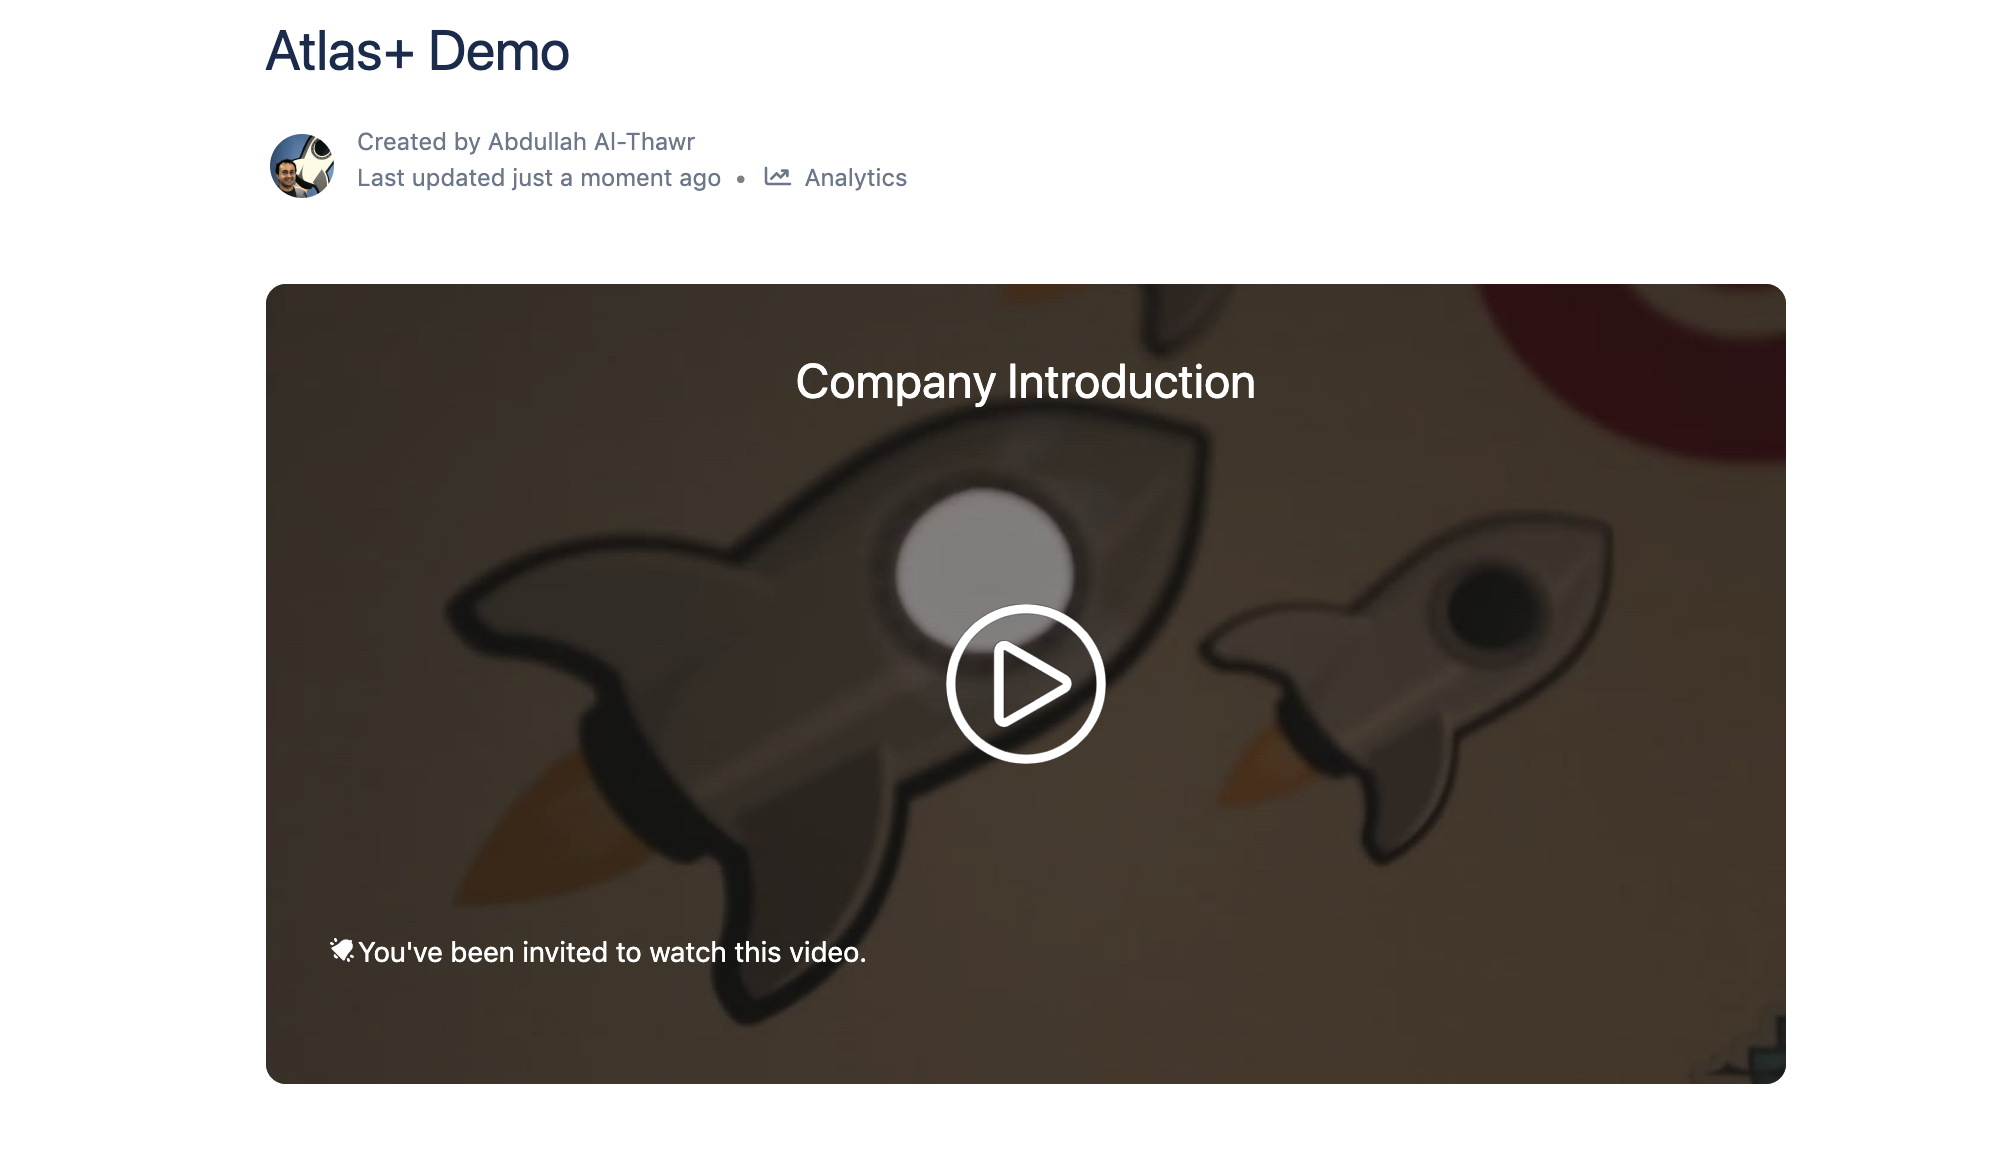 Atlas+ Demo
Created by Abdullah Al-Thawr
Last updated just a moment ago • Analytics
Company Introduction
You've been invited to watch this video.